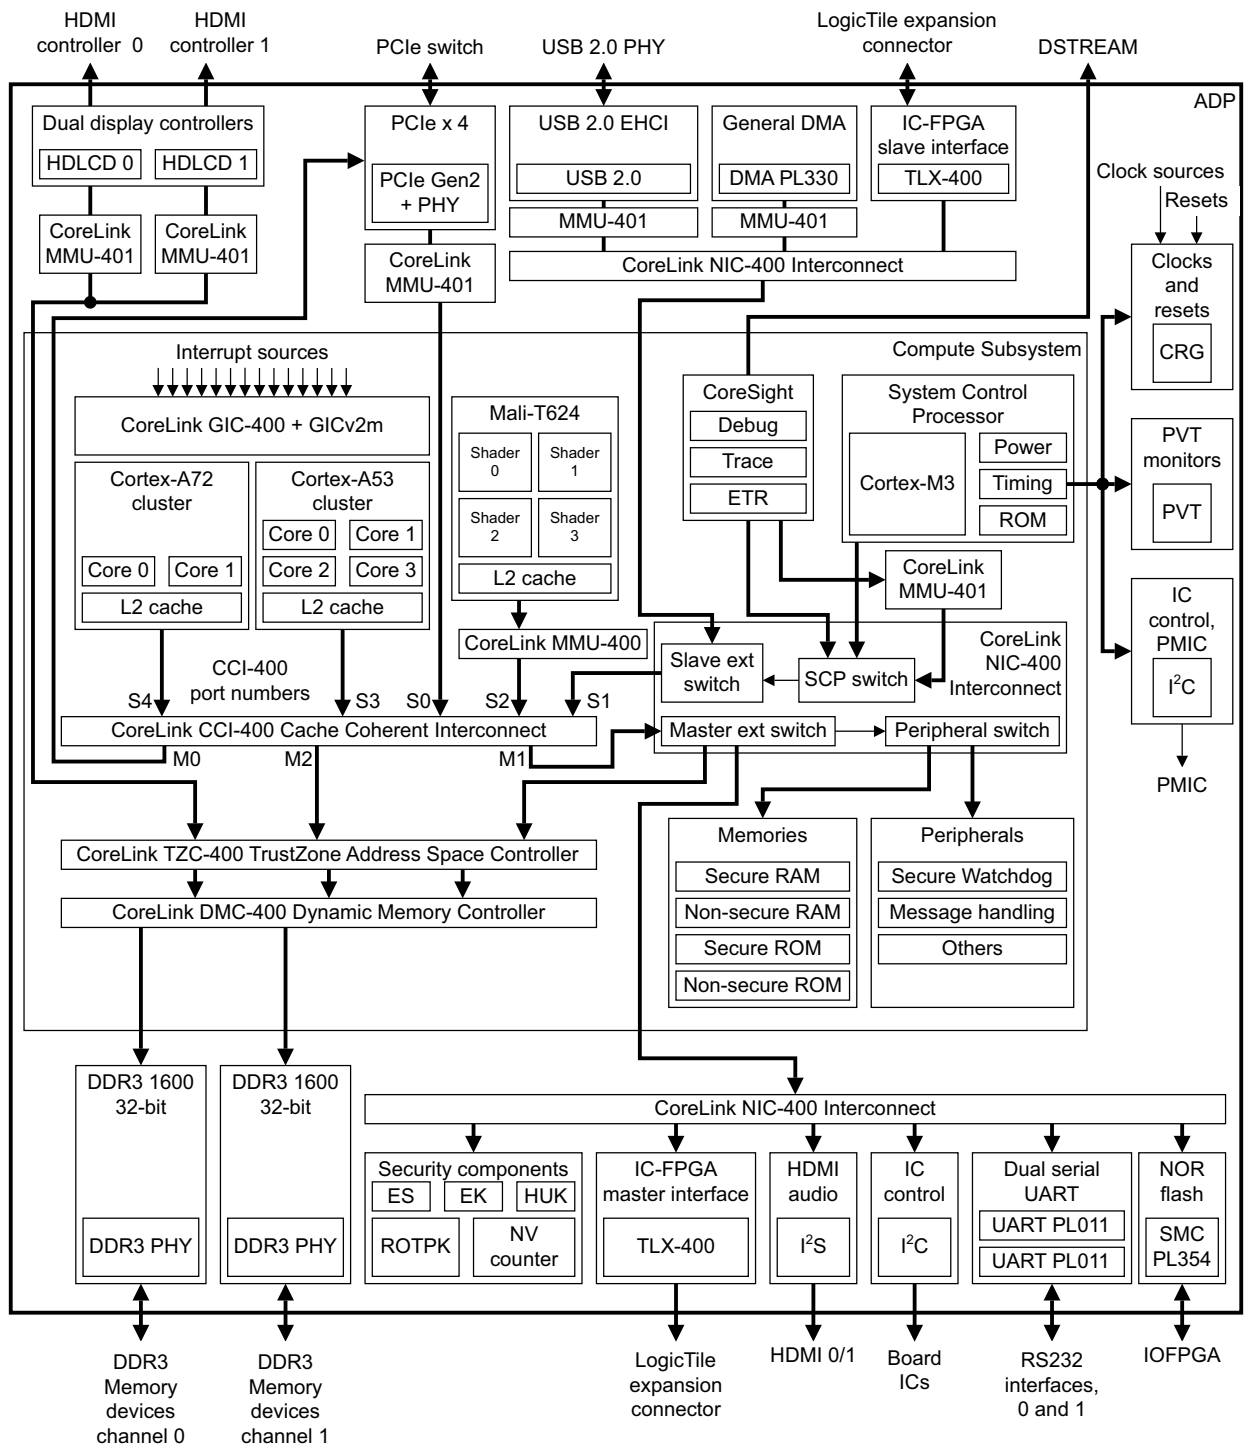 HDMI
controller 0
HDMI
controller 1
PCIe switch
USB 2.0 PHY
LogicTile expansion
connector
DSTREAM
ADP
Dual display controllers
HDLCD 0
HDLCD 1
PCIe x 4
PCIe Gen2
+ PHY
USB 2.0 EHCI
USB 2.0
General DMA
DMA PL330
IC-FPGA
slave interface
TLX-400
Clock sources
Resets
CoreLink
MMU-401
CoreLink
MMU-401
CoreLink
MMU-401
MMU-401
MMU-401
CoreLink NIC-400 Interconnect
Clocks
and
resets
CRG
Compute Subsystem
Interrupt sources
CoreLink GIC-400 + GICv2m
Cortex-A72
cluster
Core 0
Core 1
L2 cache
Cortex-A53
cluster
Core 0
Core 1
Core 2
Core 3
L2 cache
Mali-T624
Shader
0
Shader
1
Shader
2
Shader
3
L2 cache
CoreSight
Debug
Trace
ETR
System Control
Processor
Cortex-M3
Power
Timing
ROM
PVT
monitors
PVT
CoreLink
MMU-401
IC
control,
PMIC
I²C
PMIC
CoreLink MMU-400
CoreLink
NIC-400
Interconnect
Slave ext
switch
SCP switch
Master ext switch
Peripheral switch
CCI-400
port numbers
S4
S3
S0
S2
S1
CoreLink CCI-400 Cache Coherent Interconnect
M0
M2
M1
CoreLink TZC-400 TrustZone Address Space Controller
CoreLink DMC-400 Dynamic Memory Controller
Memories
Secure RAM
Non-secure RAM
Secure ROM
Non-secure ROM
Peripherals
Secure Watchdog
Message handling
Others
DDR3 1600
32-bit
DDR3 PHY
DDR3 1600
32-bit
DDR3 PHY
CoreLink NIC-400 Interconnect
Security components
ES
EK
HUK
ROTPK
NV
counter
IC-FPGA
master interface
TLX-400
HDMI
audio
I²S
IC
control
I²C
Dual serial
UART
UART PL011
UART PL011
NOR
flash
SMC
PL354
DDR3
Memory
devices
channel 0
DDR3
Memory
devices
channel 1
LogicTile
expansion
connector
HDMI 0/1
Board
ICs
RS232
interfaces,
0 and 1
IOFPGA